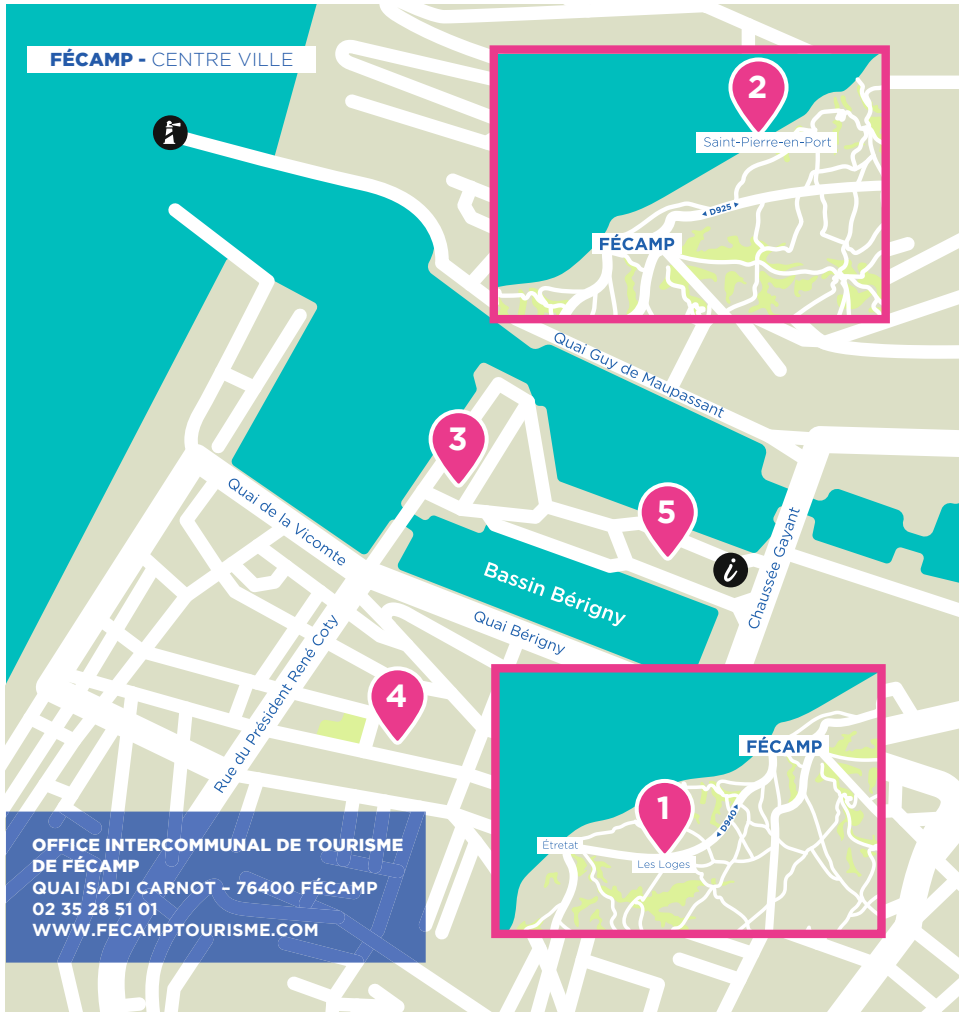 FÉCAMP - CENTRE VILLE
2
Saint-Pierre-en-Port
D925
FÉCAMP
Quai Guy de Maupassant
3
Quai de la Vicomte
5
i
Chaussée Gayant
Bassin Bérigny
Quai Bérigny
Rue du Président René Coty
4
FÉCAMP
1
D940
Étretat
Les Loges
OFFICE INTERCOMMUNAL DE TOURISME
DE FÉCAMP
QUAI SADI CARNOT – 76400 FÉCAMP
02 35 28 51 01
WWW.FECAMPTOURISME.COM